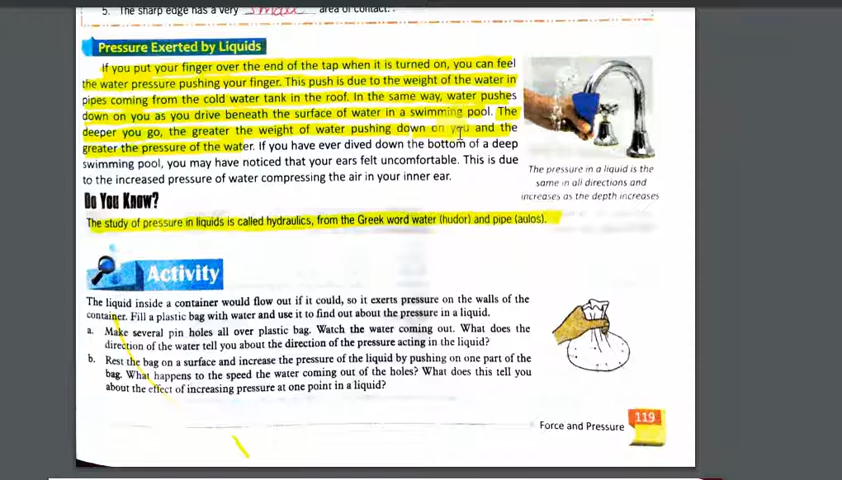 5. The sharp edge has a very small area of contact.
Pressure Exerted by Liquids
If you put your finger over the end of the tap when it is turned on, you can feel
the water pressure pushing your finger. This push is due to the weight of the water in
pipes coming from the cold water tank in the roof. In the same way, water pushes
down on you as you drive beneath the surface of water in a swimming pool. The
deeper you go, the greater the weight of water pushing down on you and the
greater the pressure of the water. If you have ever dived down the bottom of a deep
swimming pool, you may have noticed that your ears felt uncomfortable. This is due
to the increased pressure of water compressing the air in your inner ear.
The pressure in a liquid is the
same in all directions and
increases as the depth increases
Do You Know?
The study of pressure in liquids is called hydraulics, from the Greek word water (hudor) and pipe (aulos).
Activity
The liquid inside a container would flow out if it could, so it exerts pressure on the walls of the
container. Fill a plastic bag with water and use it to find out about the pressure in a liquid.
a. Make several pin holes all over plastic bag. Watch the water coming out. What does the
direction of the water tell you about the direction of the pressure acting in the liquid?
b. Rest the bag on a surface and increase the pressure of the liquid by pushing on one part of the
bag. What happens to the speed the water coming out of the holes? What does this tell you
about the effect of increasing pressure at one point in a liquid?
Force and Pressure 119